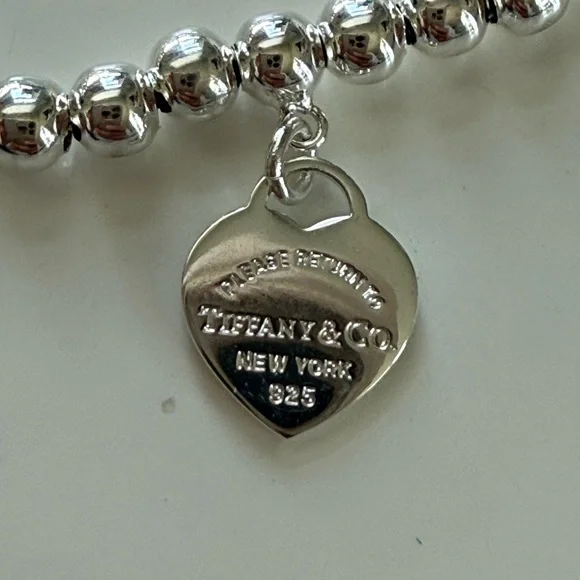 PLEASE RETURN TO
TIFFANY & CO.
NEW YORK
925